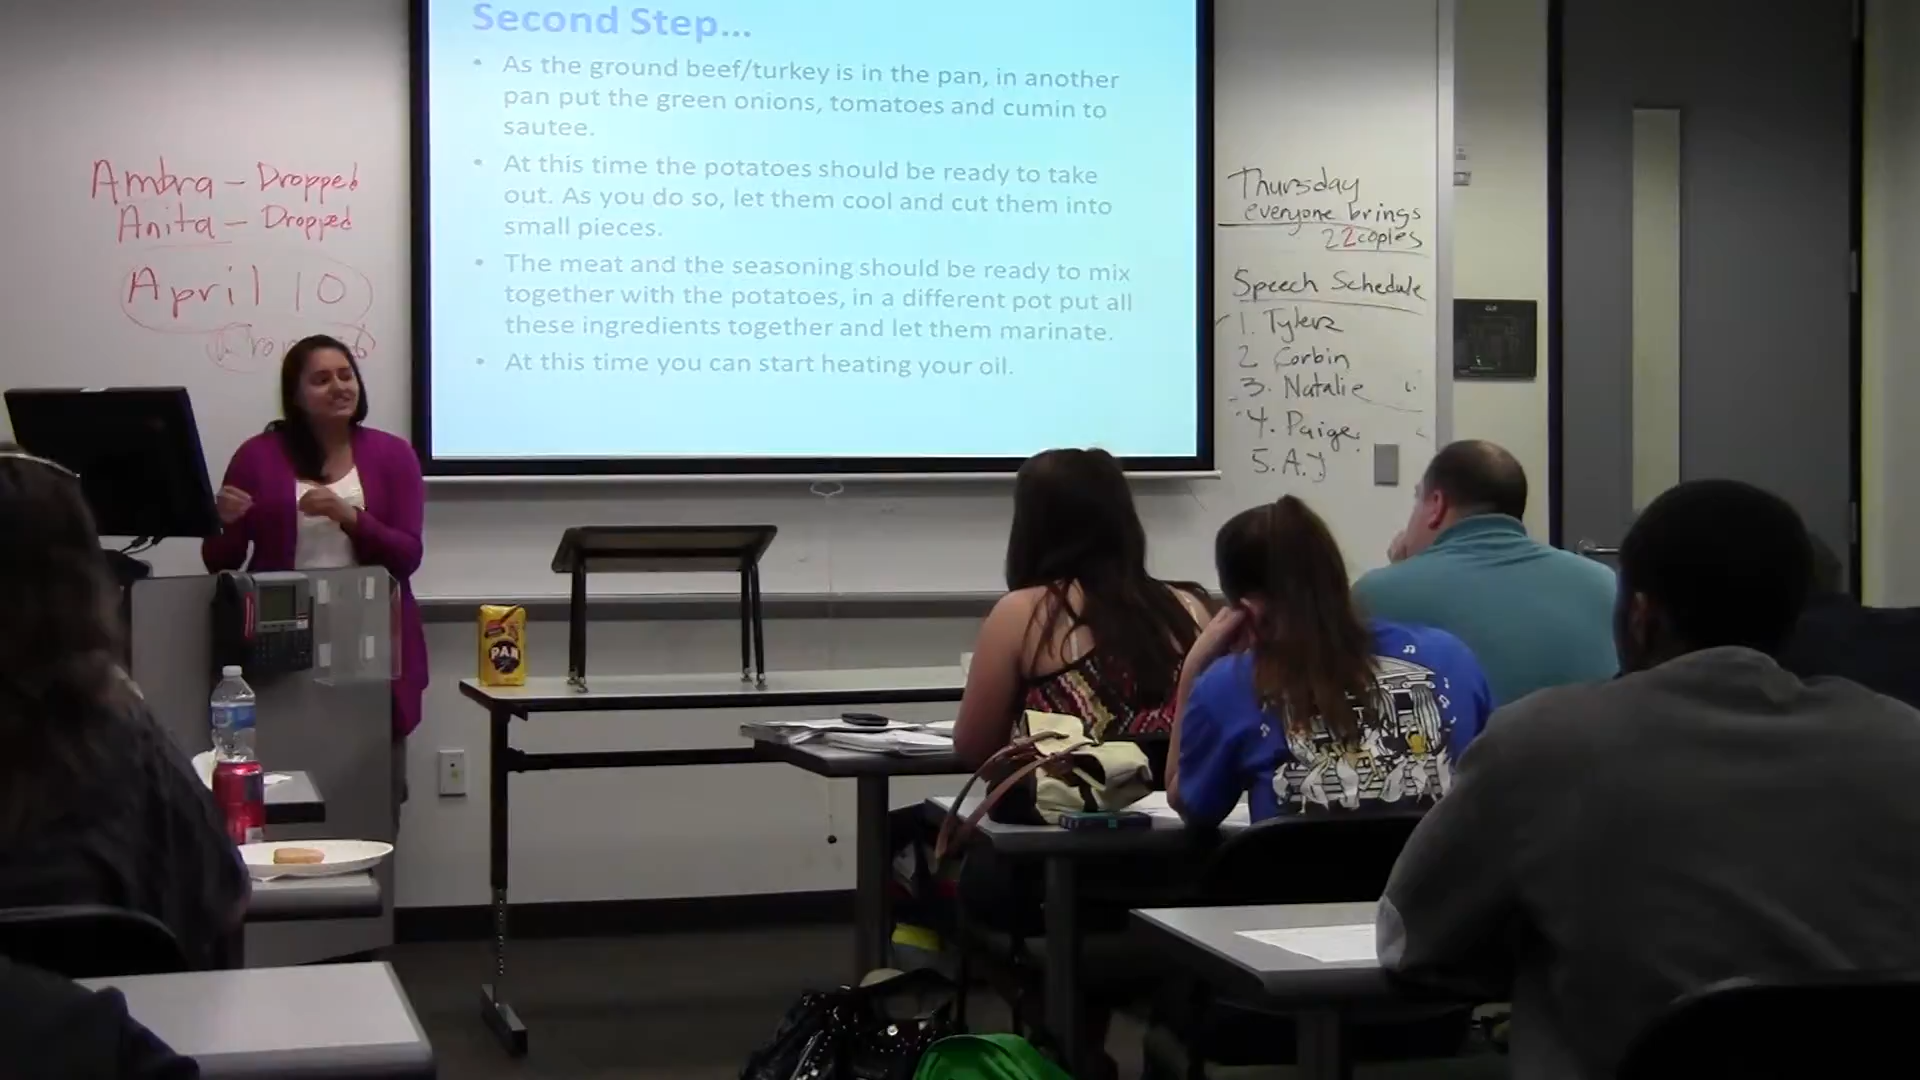 Second Step...
• As the ground beef/turkey is in the pan, in another
pan put the green onions, tomatoes and cumin to
sautee.
• At this time the potatoes should be ready to take
out. As you do so, let them cool and cut them into
small pieces.
• The meat and the seasoning should be ready to mix
together with the potatoes, in a different pot put all
these ingredients together and let them marinate.
• At this time you can start heating your oil.
Ambra - Dropped
Anita - Dropped
April 10
Thursday
everyone brings
22 copies
Speech Schedule
1. Tyler
2 Corbin
3. Natalie
4. Paige
5. A.J
PAN